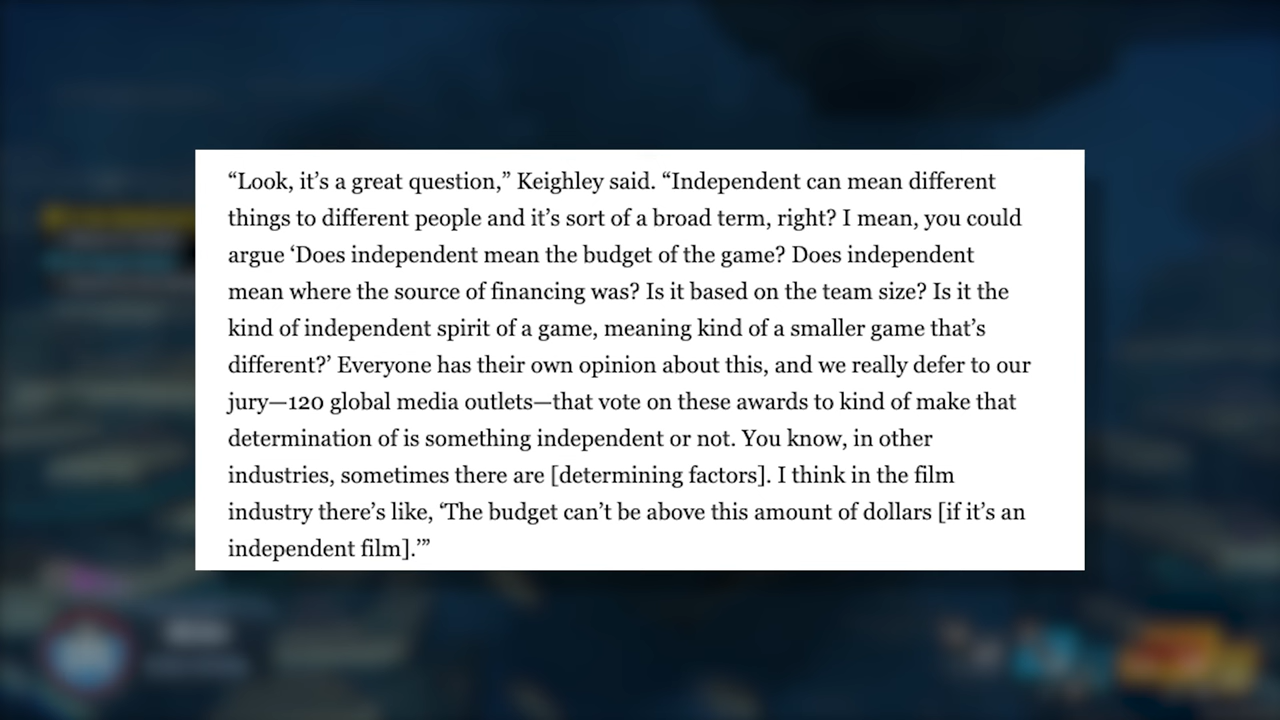 “Look, it’s a great question,” Keighley said. “Independent can mean different
things to different people and it’s sort of a broad term, right? I mean, you could
argue ‘Does independent mean the budget of the game? Does independent
mean where the source of financing was? Is it based on the team size? Is it the
kind of independent spirit of a game, meaning kind of a smaller game that’s
different?’ Everyone has their own opinion about this, and we really defer to our
jury—120 global media outlets—that vote on these awards to kind of make that
determination of is something independent or not. You know, in other
industries, sometimes there are [determining factors]. I think in the film
industry there’s like, ‘The budget can’t be above this amount of dollars [if it’s an
independent film].’”